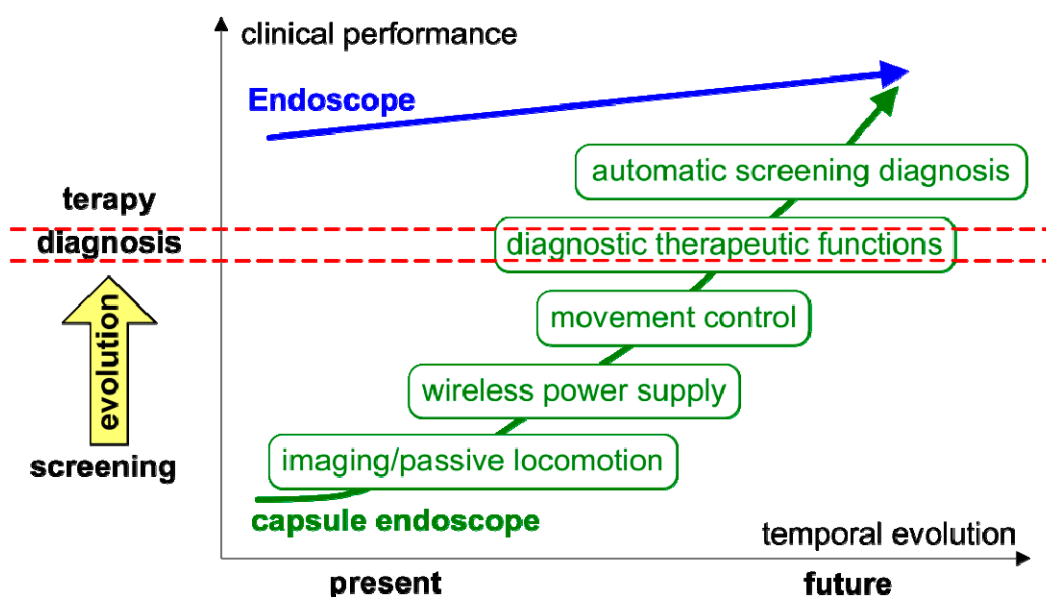 clinical performance
Endoscope
automatic screening diagnosis
terapy
diagnosis
diagnostic therapeutic functions
evolution
movement control
wireless power supply
screening
imaging/passive locomotion
capsule endoscope
temporal evolution
present
future